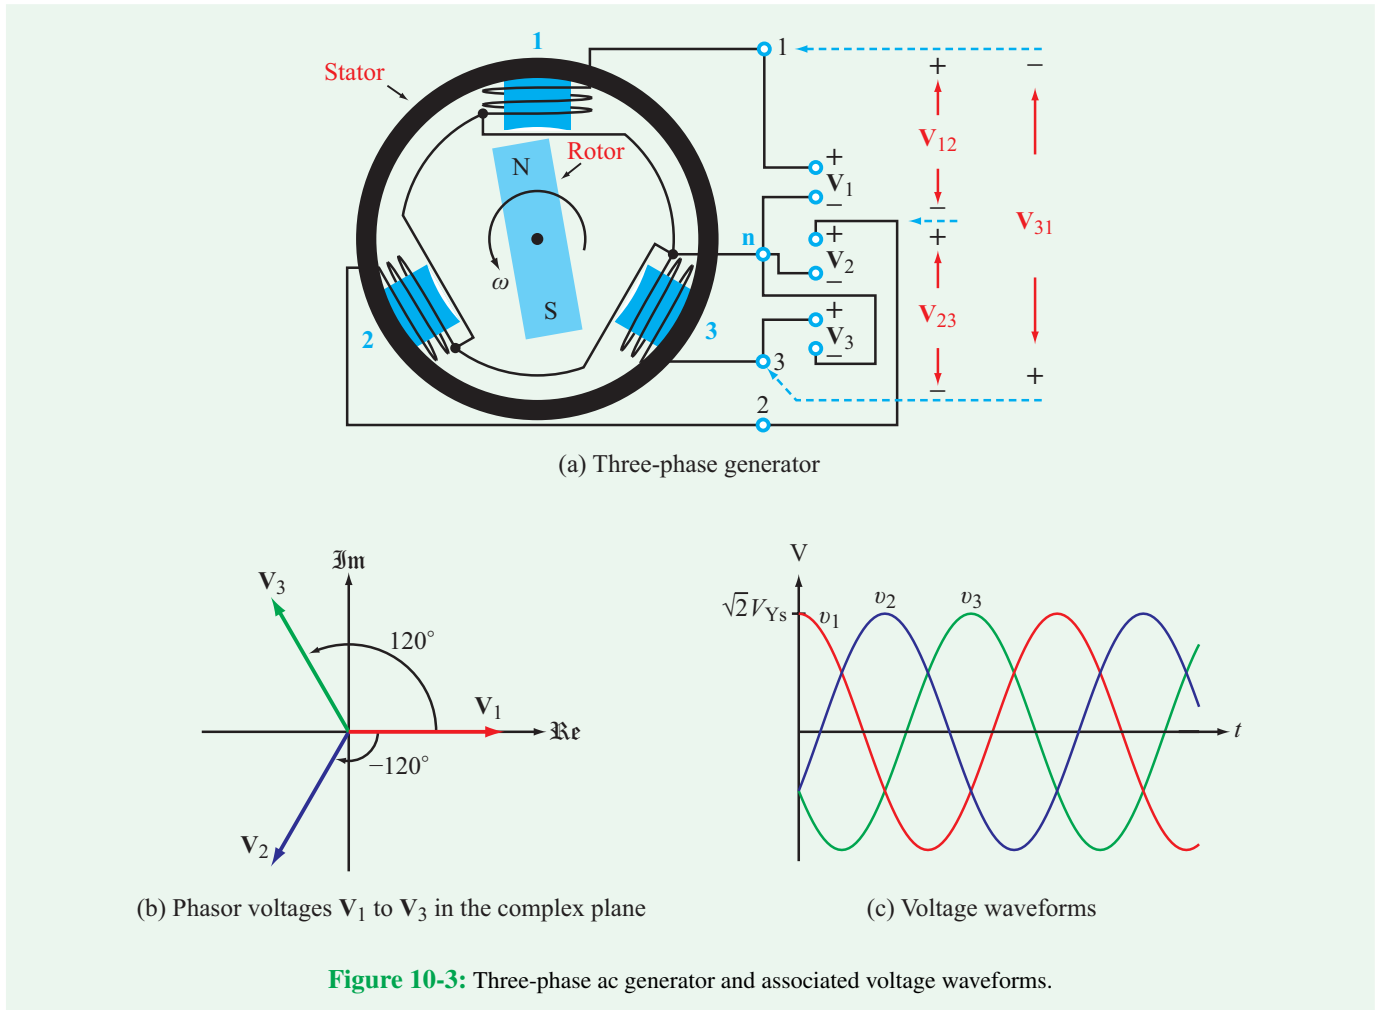 1
Stator
Rotor
N
S
ω
2
3
1
+
V₁
−
n
+
V₂
−
+
V₃
−
3
2
+
V₁₂
−
+
V₂₃
−
−
V₃₁
+
(a) Three-phase generator
𝕴𝖒
V₃
120°
V₁
𝕽𝖊
−120°
V₂
(b) Phasor voltages V₁ to V₃ in the complex plane
V
√2 V_Ys
υ₁
υ₂
υ₃
t
(c) Voltage waveforms
Figure 10-3: Three-phase ac generator and associated voltage waveforms.